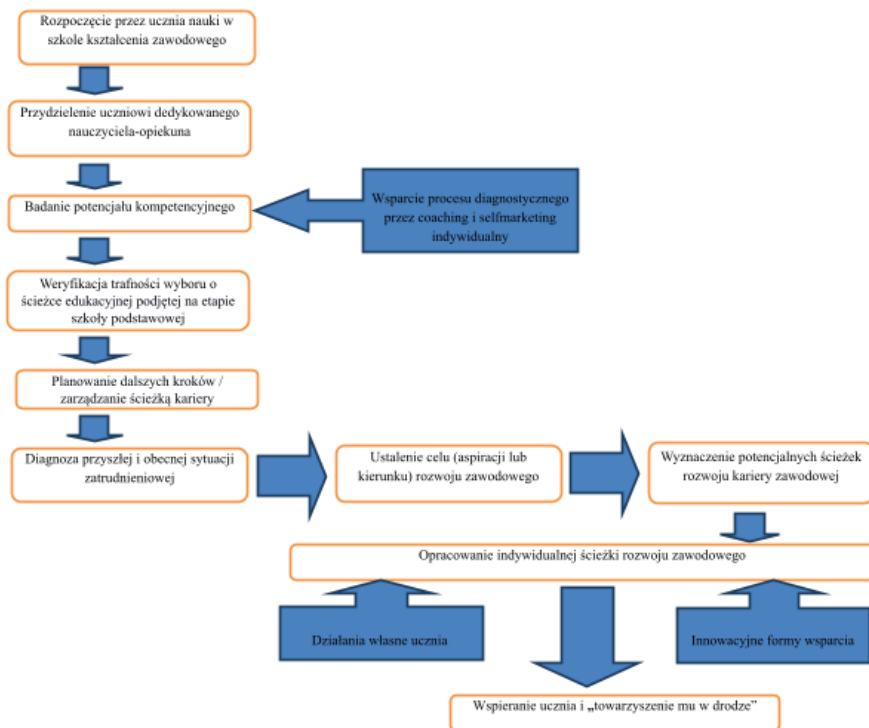 Rozpoczęcie przez ucznia nauki w
szkole kształcenia zawodowego
Przydzielenie uczniowi dedykowanego
nauczyciela-opiekuna
Badanie potencjału kompetencyjnego
Wsparcie procesu diagnostycznego
przez coaching i selfmarketing
indywidualny
Weryfikacja trafności wyboru o
ścieżce edukacyjnej podjętej na etapie
szkoły podstawowej
Planowanie dalszych kroków /
zarządzanie ścieżką kariery
Diagnoza przyszłej i obecnej sytuacji
zatrudnieniowej
Ustalenie celu (aspiracji lub
kierunku) rozwoju zawodowego
Wyznaczenie potencjalnych ścieżek
rozwoju kariery zawodowej
Opracowanie indywidualnej ścieżki rozwoju zawodowego
Działania własne ucznia
Innowacyjne formy wsparcia
Wspieranie ucznia i „towarzyszenie mu w drodze”